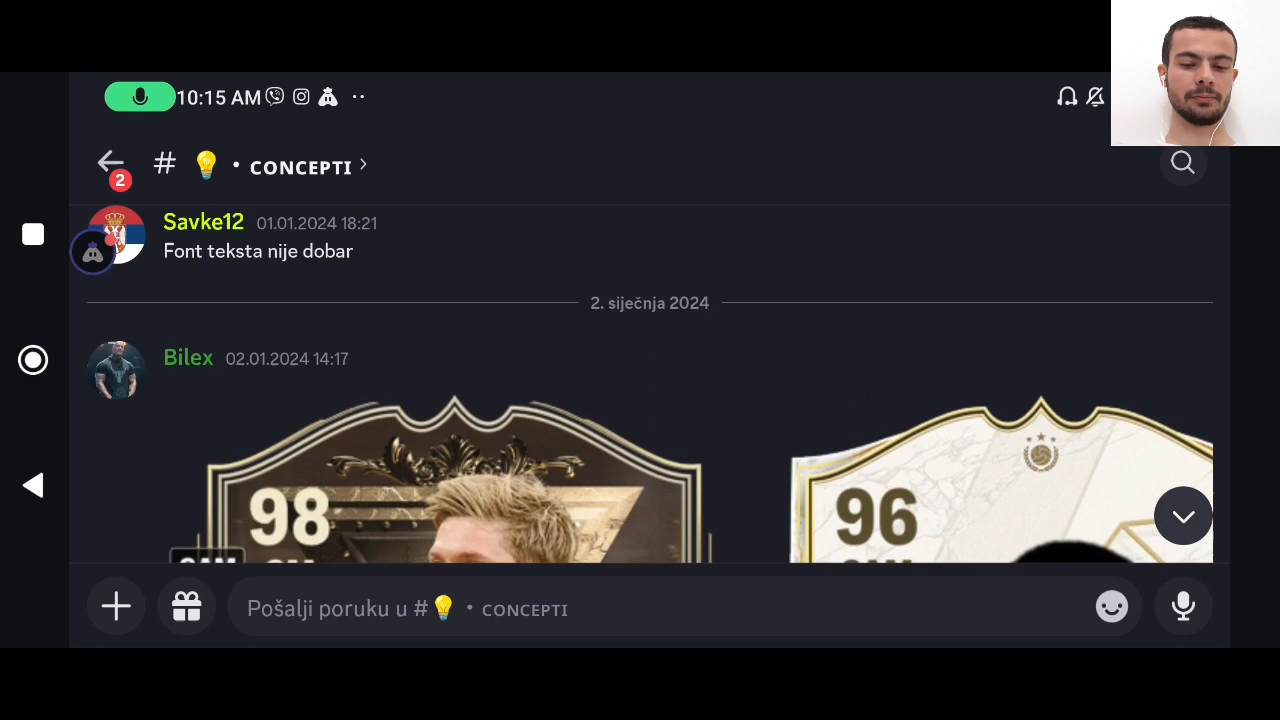 10:15 AM
2
# 💡 • CONCEPTI
Savke12 01.01.2024 18:21
Font teksta nije dobar
2. siječnja 2024
Bilex 02.01.2024 14:17
98
96
Pošalji poruku u #💡 • CONCEPTI